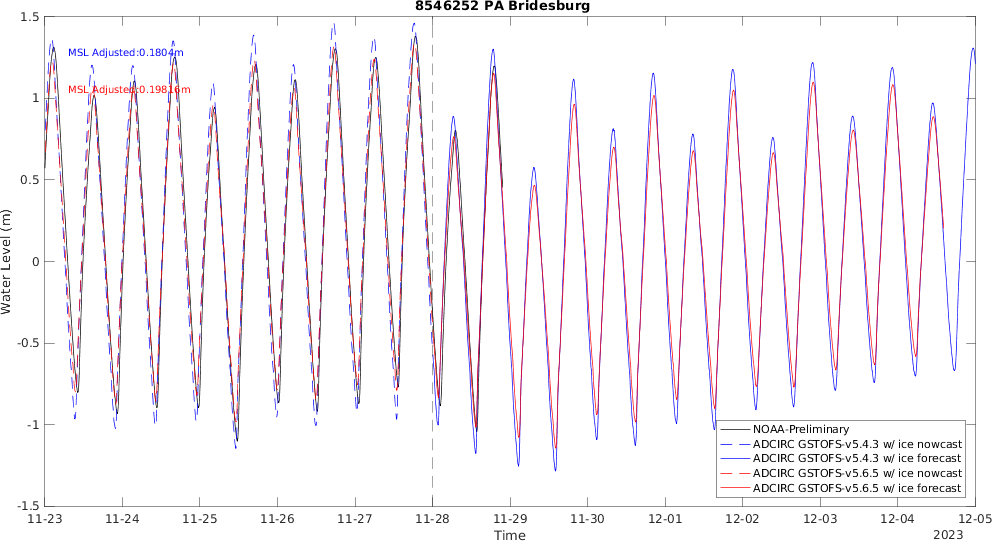 8546252 PA Bridesburg
1.5
MSL Adjusted:0.1804m
MSL Adjusted:0.19816m
1
0.5
0
-0.5
-1
-1.5
Water Level (m)
NOAA-Preliminary
ADCIRC GSTOFS-v5.4.3 w/ ice nowcast
ADCIRC GSTOFS-v5.4.3 w/ ice forecast
ADCIRC GSTOFS-v5.6.5 w/ ice nowcast
ADCIRC GSTOFS-v5.6.5 w/ ice forecast
11-23 11-24 11-25 11-26 11-27 11-28 11-29 11-30 12-01 12-02 12-03 12-04 12-05
Time
2023